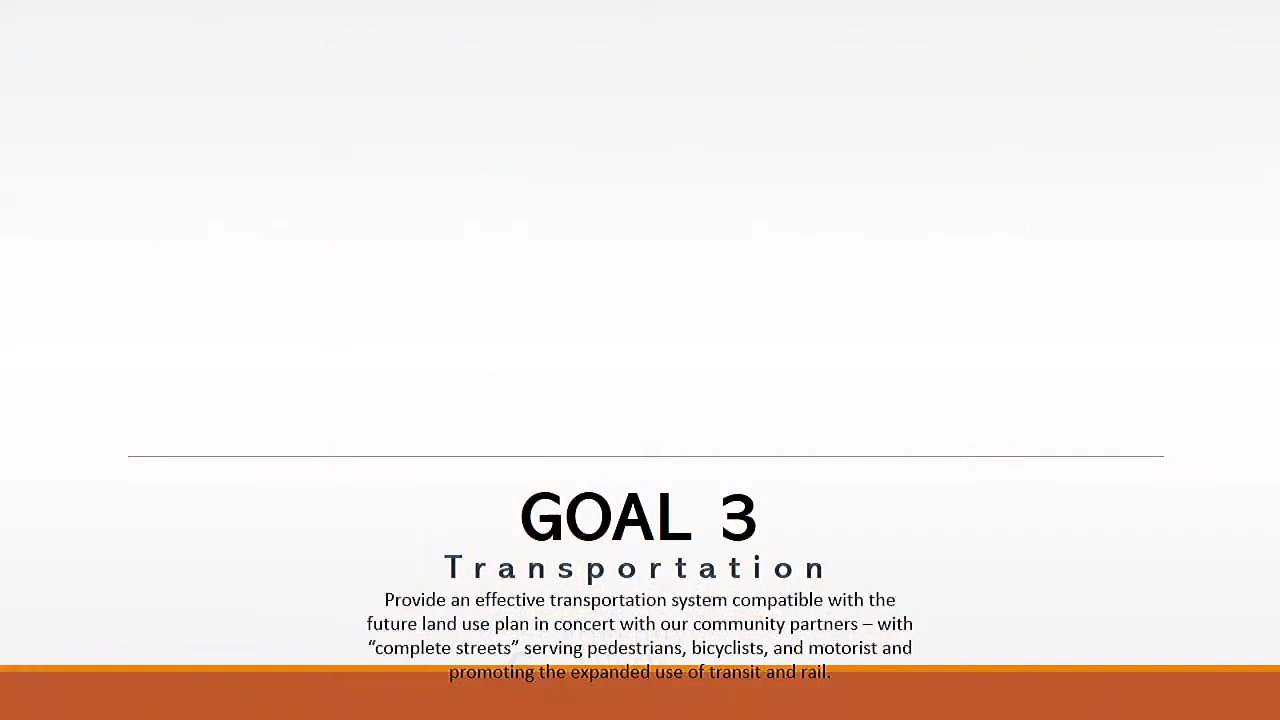 GOAL 3
Transportation
Provide an effective transportation system compatible with the
future land use plan in concert with our community partners – with
“complete streets” serving pedestrians, bicyclists, and motorist and
promoting the expanded use of transit and rail.